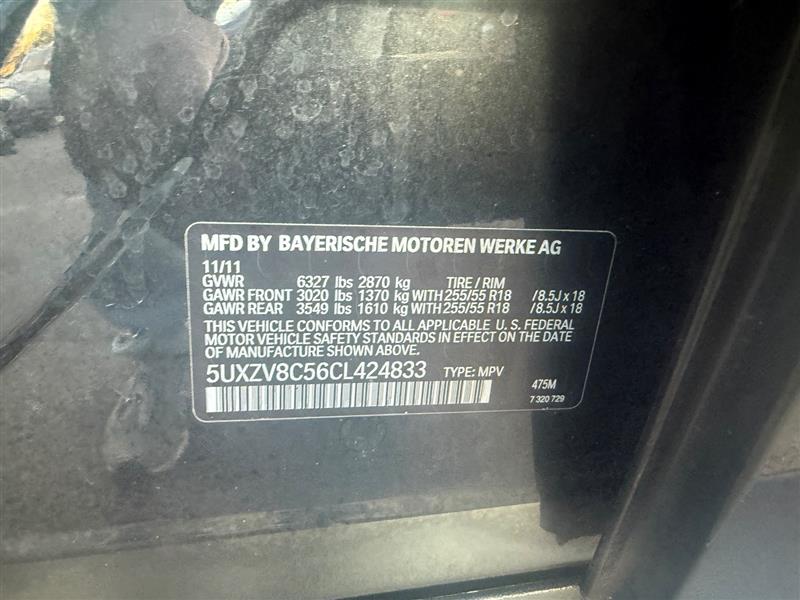 MFD BY BAYERISCHE MOTOREN WERKE AG
11/11
GVWR 6327 lbs 2870 kg TIRE / RIM
GAWR FRONT 3020 lbs 1370 kg WITH 255/55 R18 / 8.5J x 18
GAWR REAR 3549 lbs 1610 kg WITH 255/55 R18 / 8.5J x 18
THIS VEHICLE CONFORMS TO ALL APPLICABLE U. S. FEDERAL
MOTOR VEHICLE SAFETY STANDARDS IN EFFECT ON THE DATE
OF MANUFACTURE SHOWN ABOVE.
5UXZV8C56CL424833 TYPE: MPV
475M
7 320 729